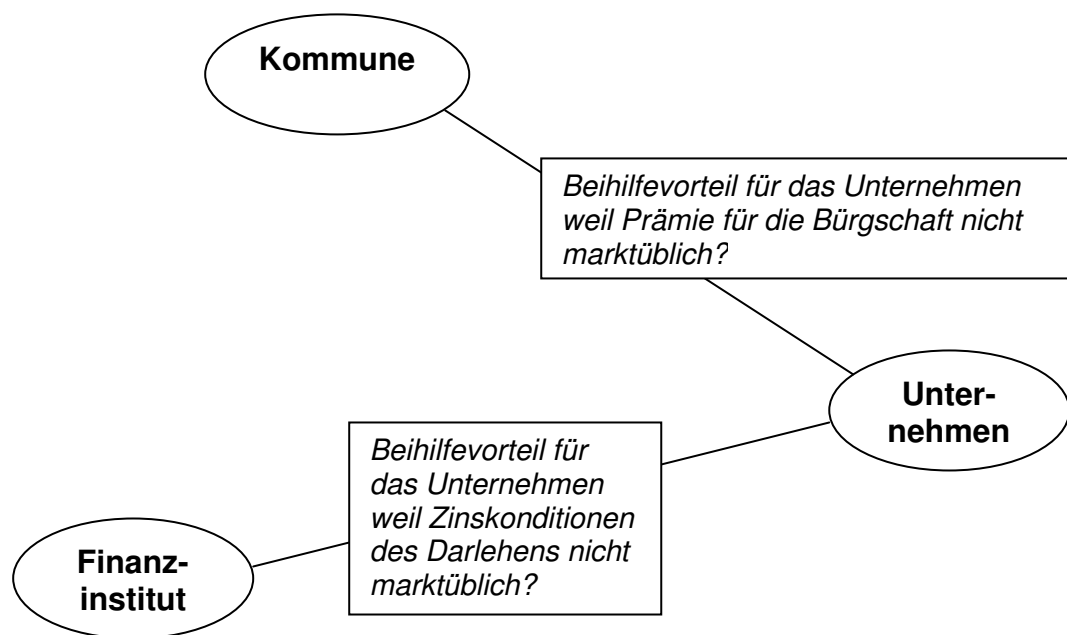 Kommune
Beihilfevorteil für das Unternehmen
weil Prämie für die Bürgschaft nicht
marktüblich?
Unter-
nehmen
Beihilfevorteil für
das Unternehmen
weil Zinskonditionen
des Darlehens nicht
marktüblich?
Finanz-
institut